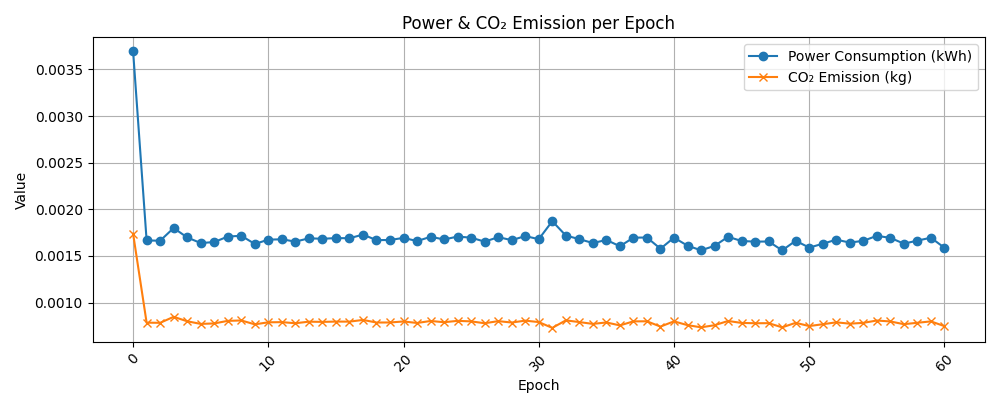 Power & CO₂ Emission per Epoch
Power Consumption (kWh)
CO₂ Emission (kg)
Value
0.0035
0.0030
0.0025
0.0020
0.0015
0.0010
0
10
20
30
40
50
60
Epoch